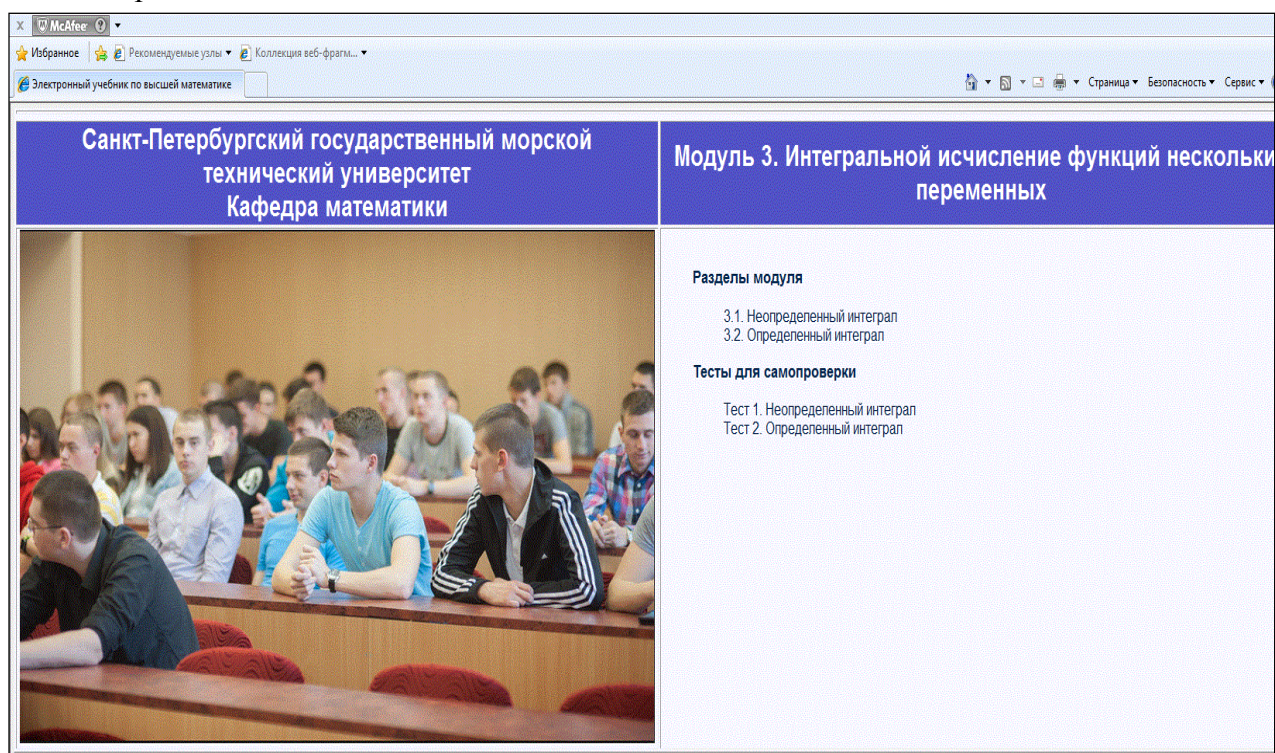 x McAfee ?
Избранное Рекомендуемые узлы Коллекция веб-фрагм...
Электронный учебник по высшей математике Страница Безопасность Сервис
Санкт-Петербургский государственный морской
технический университет
Кафедра математики
Модуль 3. Интегральной исчисление функций нескольки
переменных
Разделы модуля
3.1. Неопределенный интеграл
3.2. Определенный интеграл
Тесты для самопроверки
Тест 1. Неопределенный интеграл
Тест 2. Определенный интеграл